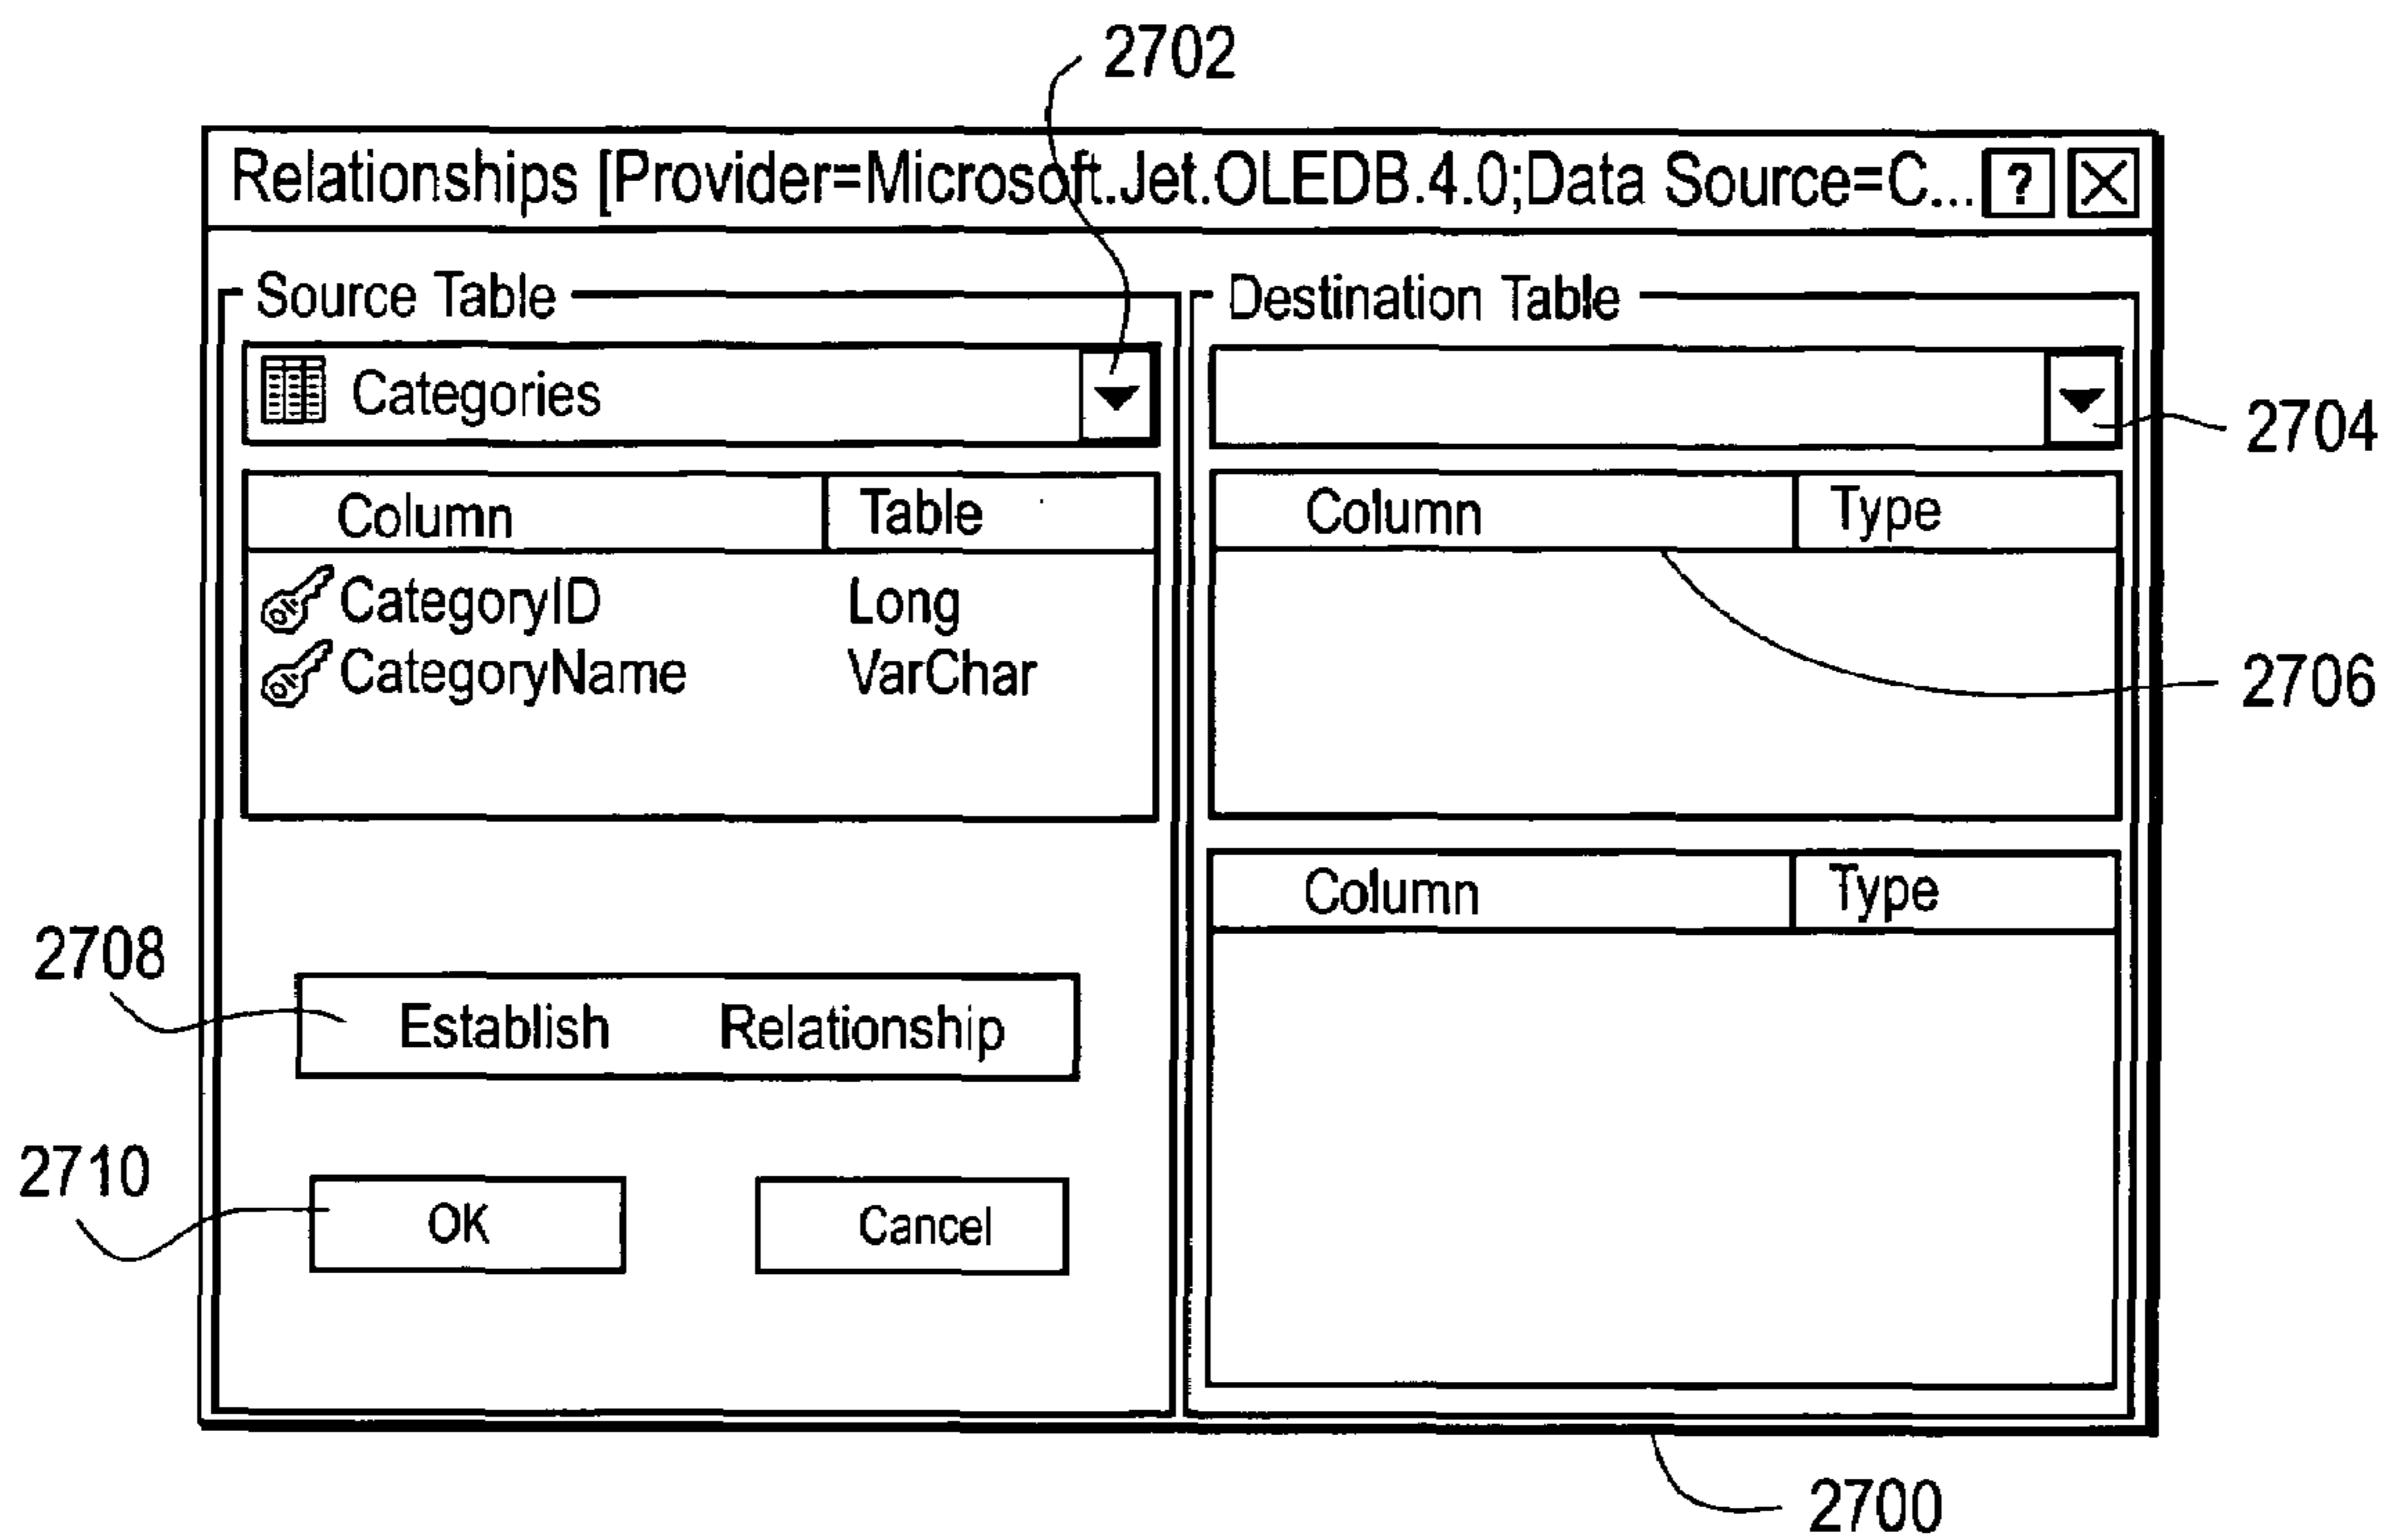 2702
Relationships [Provider=Microsoft.Jet.OLEDB.4.0;Data Source=C... ? X
Source Table
Categories
Column Table
CategoryID Long
CategoryName VarChar
2708
Establish Relationship
2710
OK Cancel
Destination Table
2704
Column Type
2706
Column Type
2700